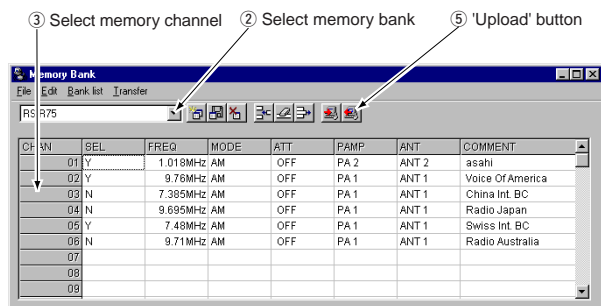 ③ Select memory channel ② Select memory bank ⑤ 'Upload' button
Memory Bank
File Edit Bank list Transfer
RS R75
CHAN SEL FREQ MODE ATT PAMP ANT COMMENT
01 Y 1.018MHz AM OFF PA 2 ANT 2 asahi
02 Y 9.76MHz AM OFF PA 1 ANT 1 Voice Of America
03 N 7.385MHz AM OFF PA 1 ANT 1 China Int. BC
04 N 9.695MHz AM OFF PA 1 ANT 1 Radio Japan
05 Y 7.48MHz AM OFF PA 1 ANT 1 Swiss Int. BC
06 N 9.71MHz AM OFF PA 1 ANT 1 Radio Australia
07
08
09